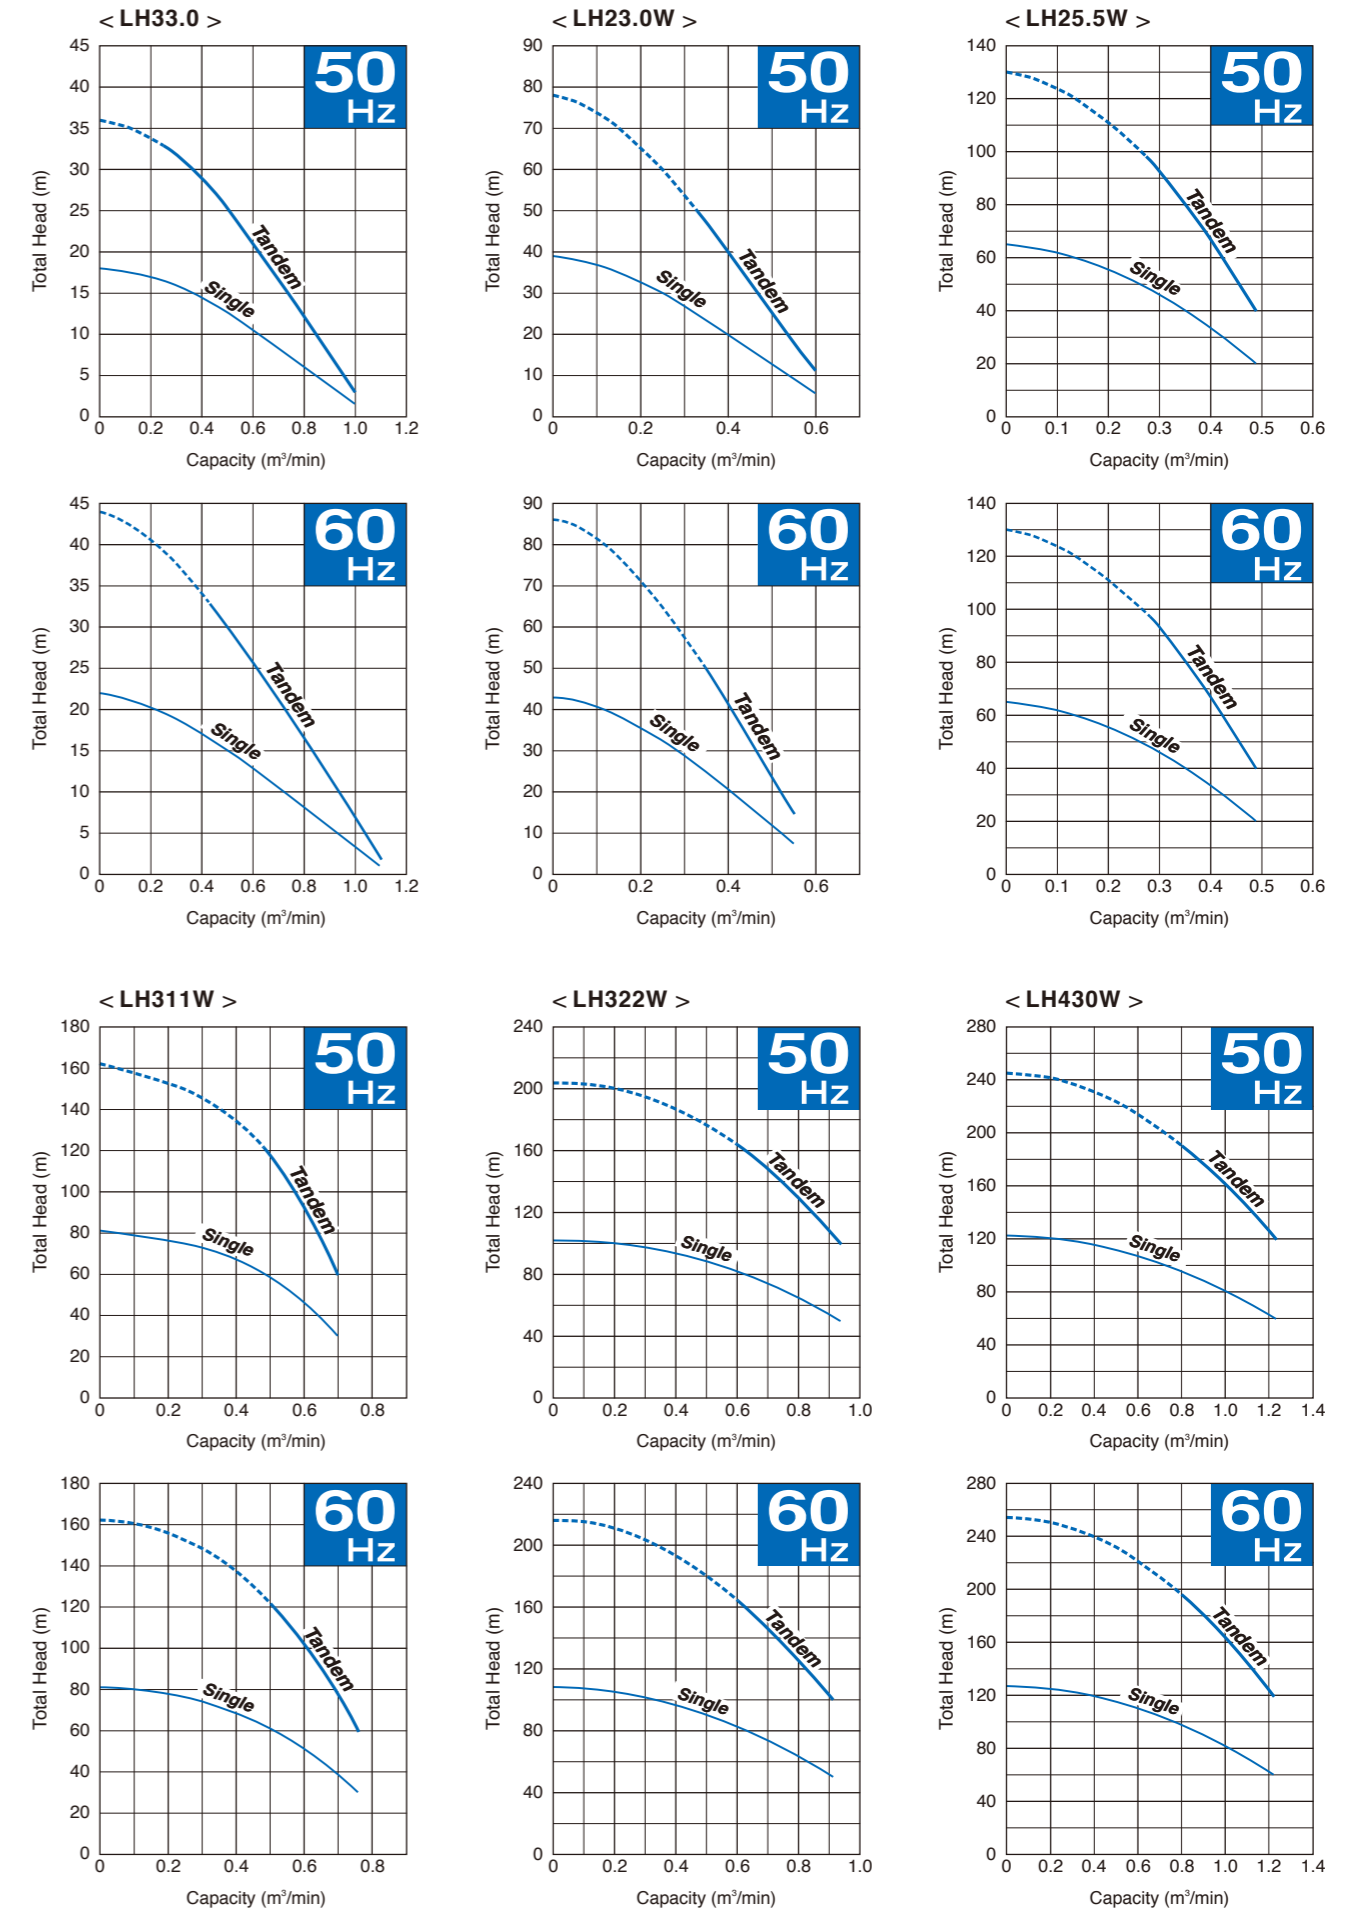 < LH33.0 >
45
40
35
30
25
20
15
10
5
0
Total Head (m)
50
Hz
Tandem
Single
0 0.2 0.4 0.6 0.8 1.0 1.2
Capacity (m³/min)
< LH23.0W >
90
80
70
60
50
40
30
20
10
0
Total Head (m)
50
Hz
Tandem
Single
0 0.2 0.4 0.6
Capacity (m³/min)
< LH25.5W >
140
120
100
80
60
40
20
0
Total Head (m)
50
Hz
Tandem
Single
0 0.1 0.2 0.3 0.4 0.5 0.6
Capacity (m³/min)
45
40
35
30
25
20
15
10
5
0
Total Head (m)
60
Hz
Tandem
Single
0 0.2 0.4 0.6 0.8 1.0 1.2
Capacity (m³/min)
90
80
70
60
50
40
30
20
10
0
Total Head (m)
60
Hz
Tandem
Single
0 0.2 0.4 0.6
Capacity (m³/min)
140
120
100
80
60
40
20
0
Total Head (m)
60
Hz
Tandem
Single
0 0.1 0.2 0.3 0.4 0.5 0.6
Capacity (m³/min)
< LH311W >
180
160
140
120
100
80
60
40
20
0
Total Head (m)
50
Hz
Tandem
Single
0 0.2 0.4 0.6 0.8
Capacity (m³/min)
< LH322W >
240
200
160
120
80
40
0
Total Head (m)
50
Hz
Tandem
Single
0 0.2 0.4 0.6 0.8 1.0
Capacity (m³/min)
< LH430W >
280
240
200
160
120
80
40
0
Total Head (m)
50
Hz
Tandem
Single
0 0.2 0.4 0.6 0.8 1.0 1.2 1.4
Capacity (m³/min)
180
160
140
120
100
80
60
40
20
0
Total Head (m)
60
Hz
Tandem
Single
0 0.2 0.4 0.6 0.8
Capacity (m³/min)
240
200
160
120
80
40
0
Total Head (m)
60
Hz
Tandem
Single
0 0.2 0.4 0.6 0.8 1.0
Capacity (m³/min)
280
240
200
160
120
80
40
0
Total Head (m)
60
Hz
Tandem
Single
0 0.2 0.4 0.6 0.8 1.0 1.2 1.4
Capacity (m³/min)